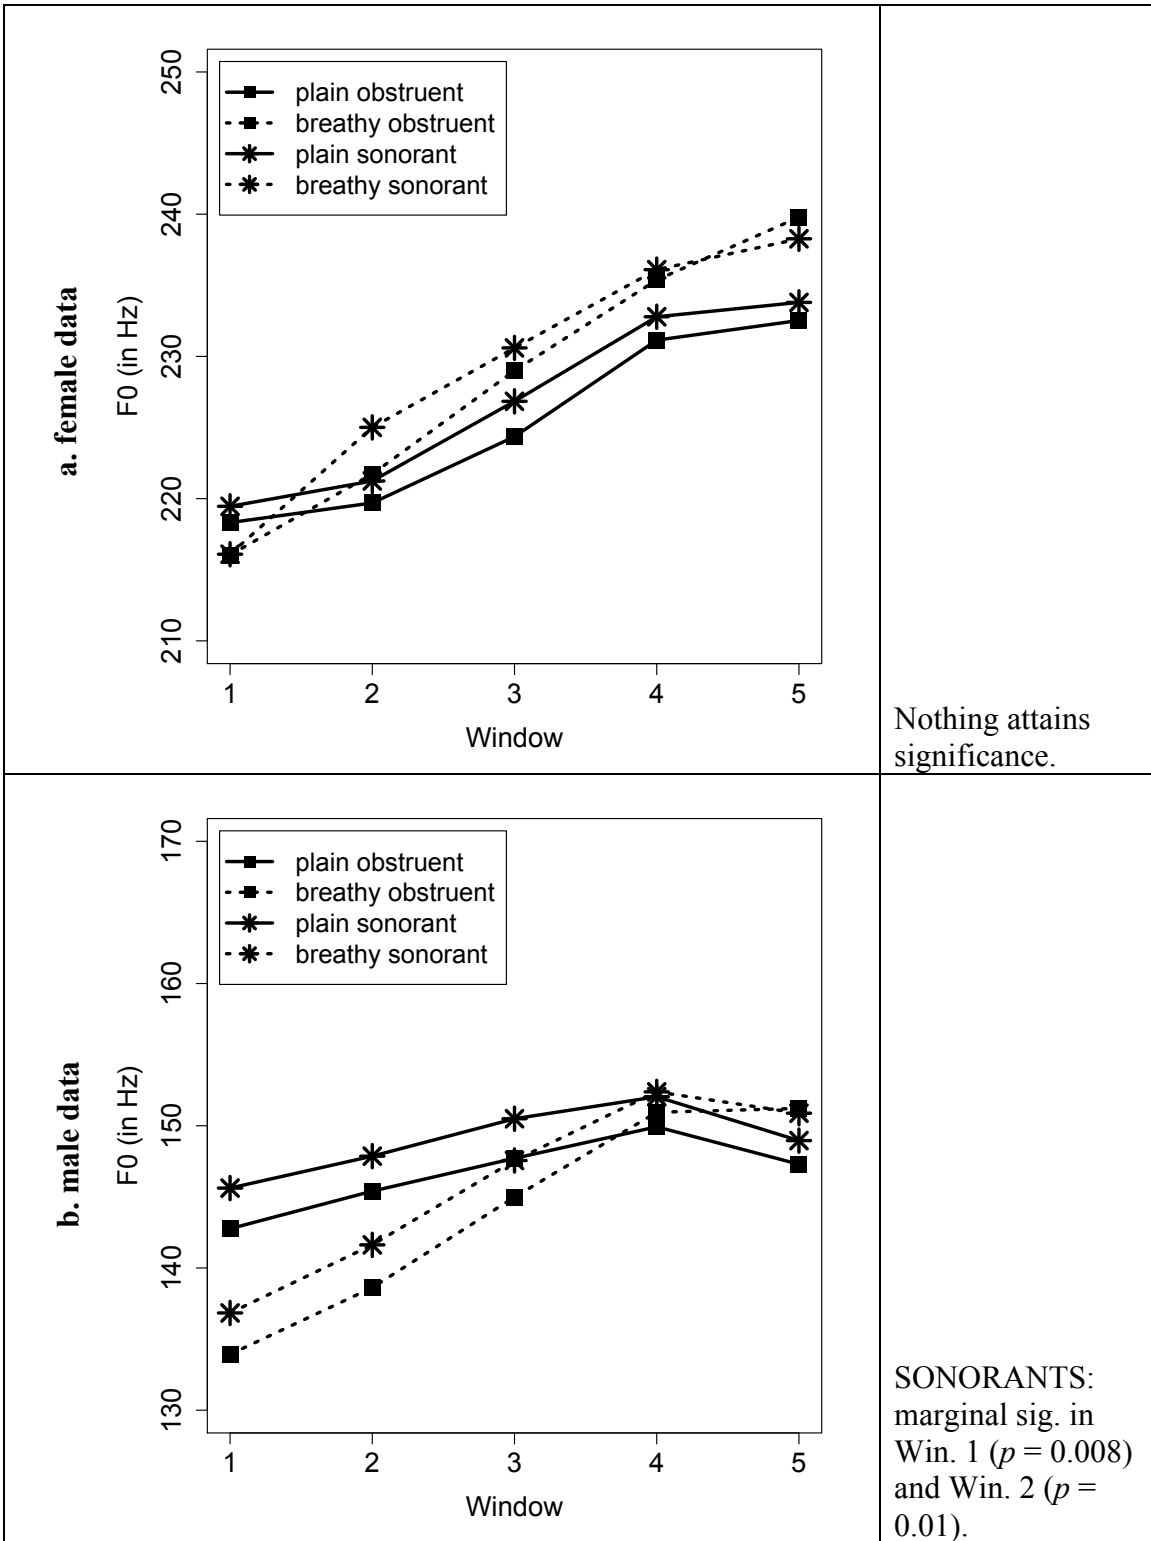 a. female data
F0 (in Hz)
250
240
230
220
210
plain obstruent
breathy obstruent
plain sonorant
breathy sonorant
1 2 3 4 5
Window
Nothing attains
significance.
b. male data
F0 (in Hz)
170
160
150
140
130
plain obstruent
breathy obstruent
plain sonorant
breathy sonorant
1 2 3 4 5
Window
SONORANTS:
marginal sig. in
Win. 1 (p = 0.008)
and Win. 2 (p =
0.01).